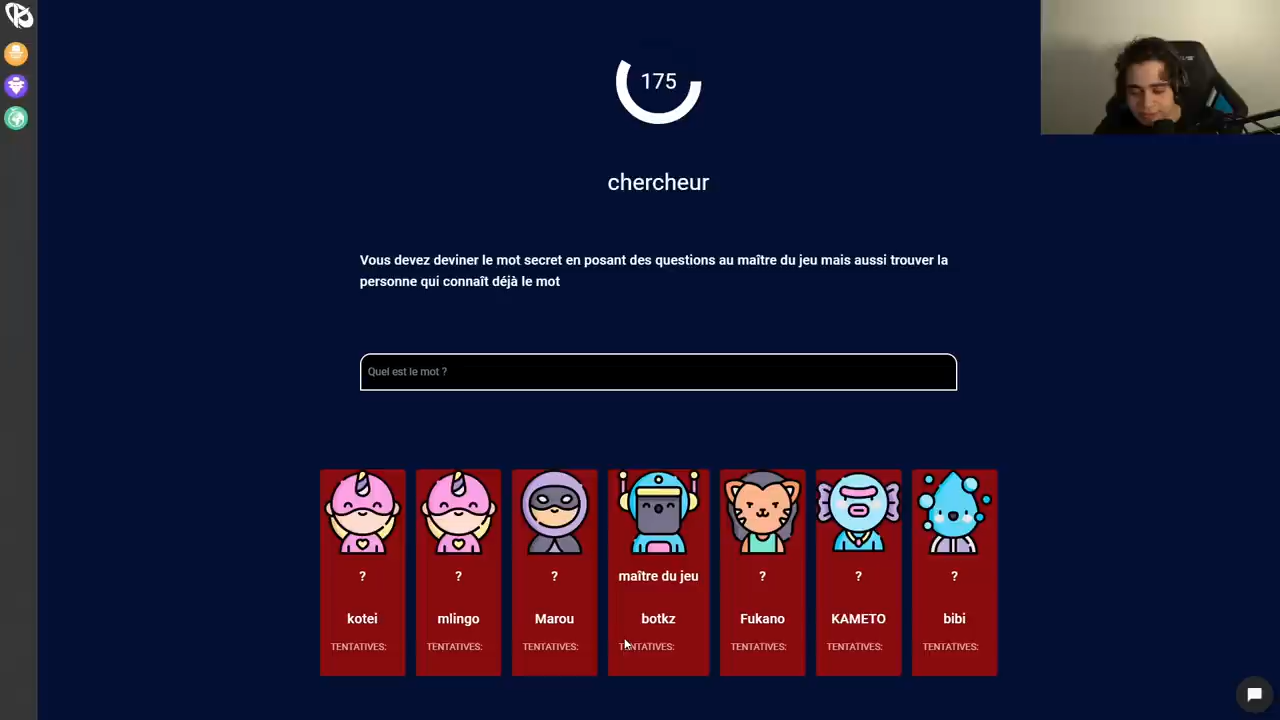 175
chercheur
Vous devez deviner le mot secret en posant des questions au maître du jeu mais aussi trouver la
personne qui connaît déjà le mot
Quel est le mot ?
? ? ? maître du jeu ? ? ?
kotei mlingo Marou botkz Fukano KAMETO bibi
TENTATIVES: TENTATIVES: TENTATIVES: TENTATIVES: TENTATIVES: TENTATIVES: TENTATIVES: